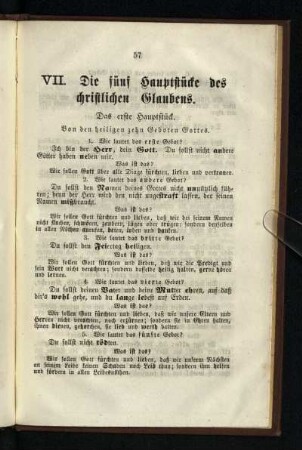 57
VII. Die fünf Hauptstücke des
christlichen Glaubens.
Das erste Hauptstück.
Von den heiligen zehn Geboten Gottes.
1. Wie lautet das erste Gebot?
Ich bin der Herr, dein Gott. Du sollst nicht andere
Götter haben neben mir.
Was ist das?
Wir sollen Gott über alle Dinge fürchten, lieben und vertrauen.
2. Wie lautet das andere Gebot?
Du sollst den Namen deines Gottes nicht unnützlich füh-
ren; denn der Herr wird den nicht ungestraft lassen, der seinen
Namen mißbraucht.
Was ist das?
Wir sollen Gott fürchten und lieben, daß wir bei seinem Namen
nicht fluchen, schwören, zaubern, lügen oder trügen; sondern denselben
in allen Nöthen anrufen, beten, loben und danken.
3. Wie lautet das dritte Gebot?
Du sollst den Feiertag heiligen.
Was ist das?
Wir sollen Gott fürchten und lieben, daß wir die Predigt und
sein Wort nicht verachten; sondern dasselbe heilig halten, gerne hören
und lernen.
4. Wie lautet das vierte Gebot?
Du sollst deinen Vater und deine Mutter ehren, auf daß
dir's wohl gehe, und du lange lebest auf Erden.
Was ist das?
Wir sollen Gott fürchten und lieben, daß wir unsere Eltern und
Herren nicht verachten, noch erzürnen; sondern sie in Ehren halten,
ihnen dienen, gehorchen, sie lieb und werth halten.
5. Wie lautet das fünfte Gebot?
Du sollst nicht tödten.
Was ist das?
Wir sollen Gott fürchten und lieben, daß wir unserm Nächsten
an seinem Leibe keinen Schaden noch Leid thun; sondern ihm helfen
und fördern in allen Leibesnöthen.